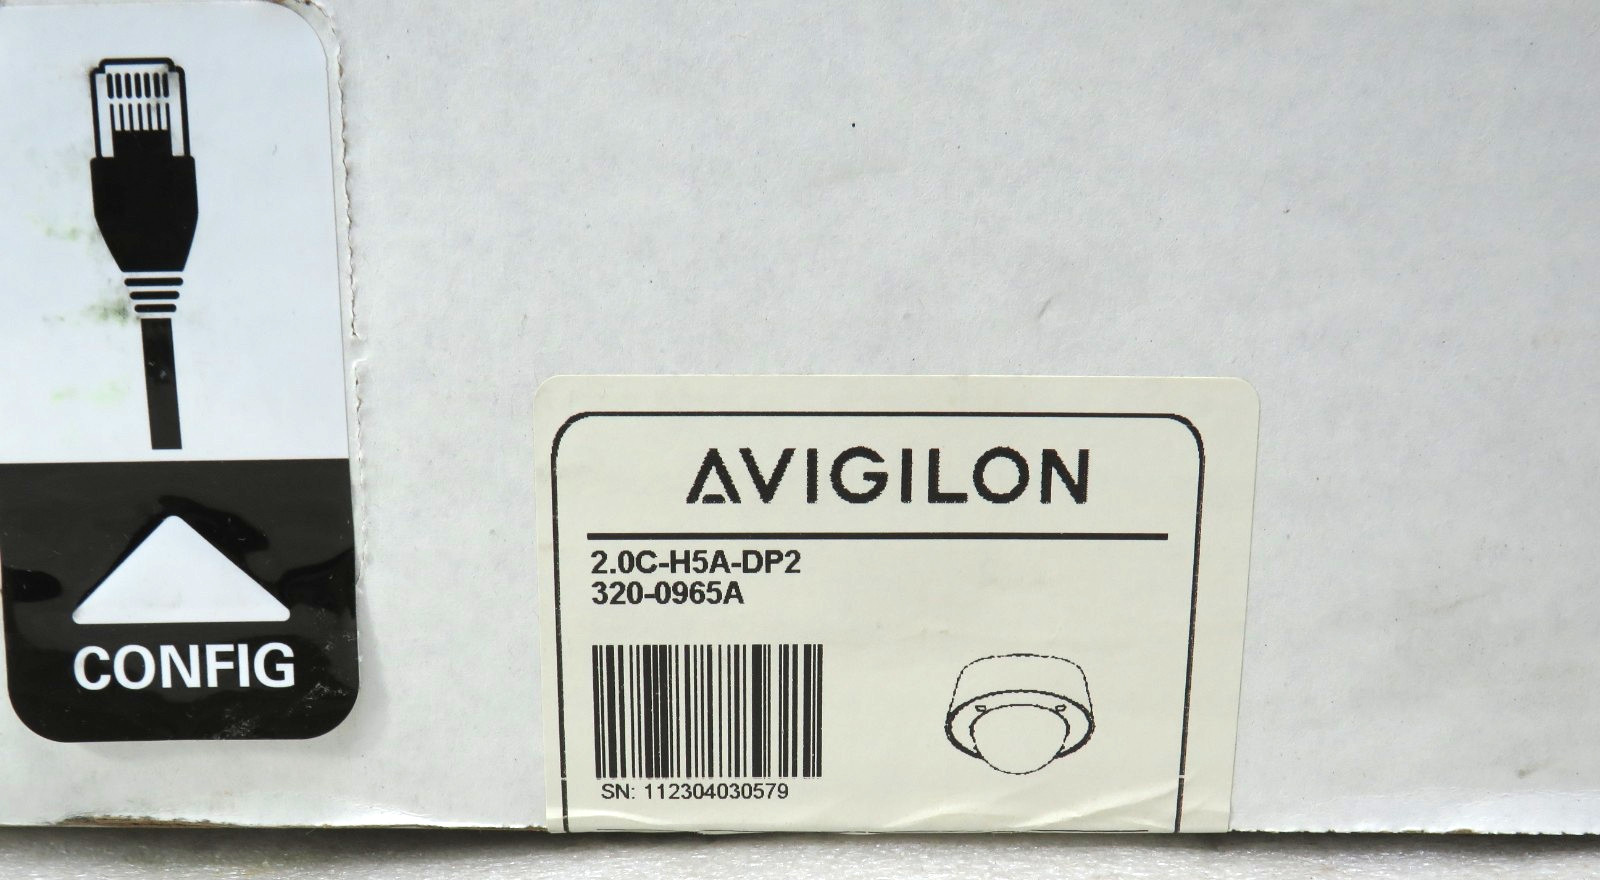 CONFIG
AVIGILON
2.0C-H5A-DP2
320-0965A
SN: 112304030579